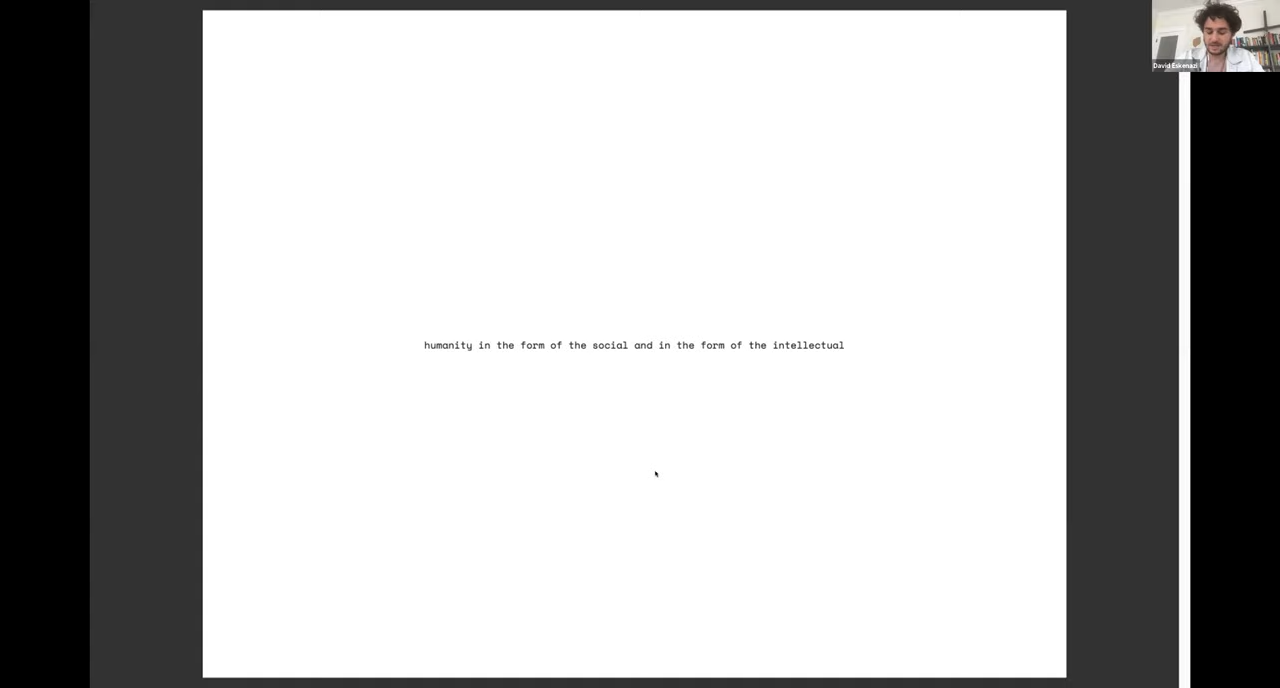 David Eskenazi
humanity in the form of the social and in the form of the intellectual